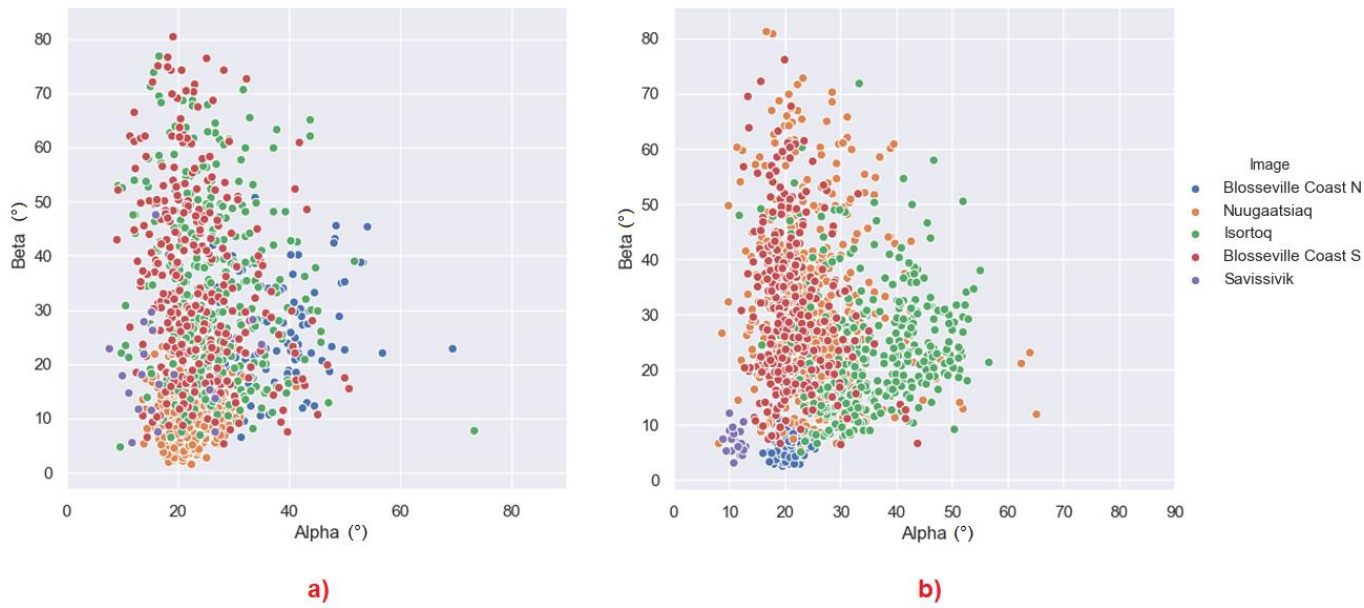 80
70
60
50
40
30
20
10
0
Beta (°)
0 20 40 60 80
Alpha (°)
a)
80
70
60
50
40
30
20
10
0
Beta (°)
0 10 20 30 40 50 60 70 80 90
Alpha (°)
b)
Image
Blosseville Coast N
Nuugaatsiaq
Isortoq
Blosseville Coast S
Savissivik